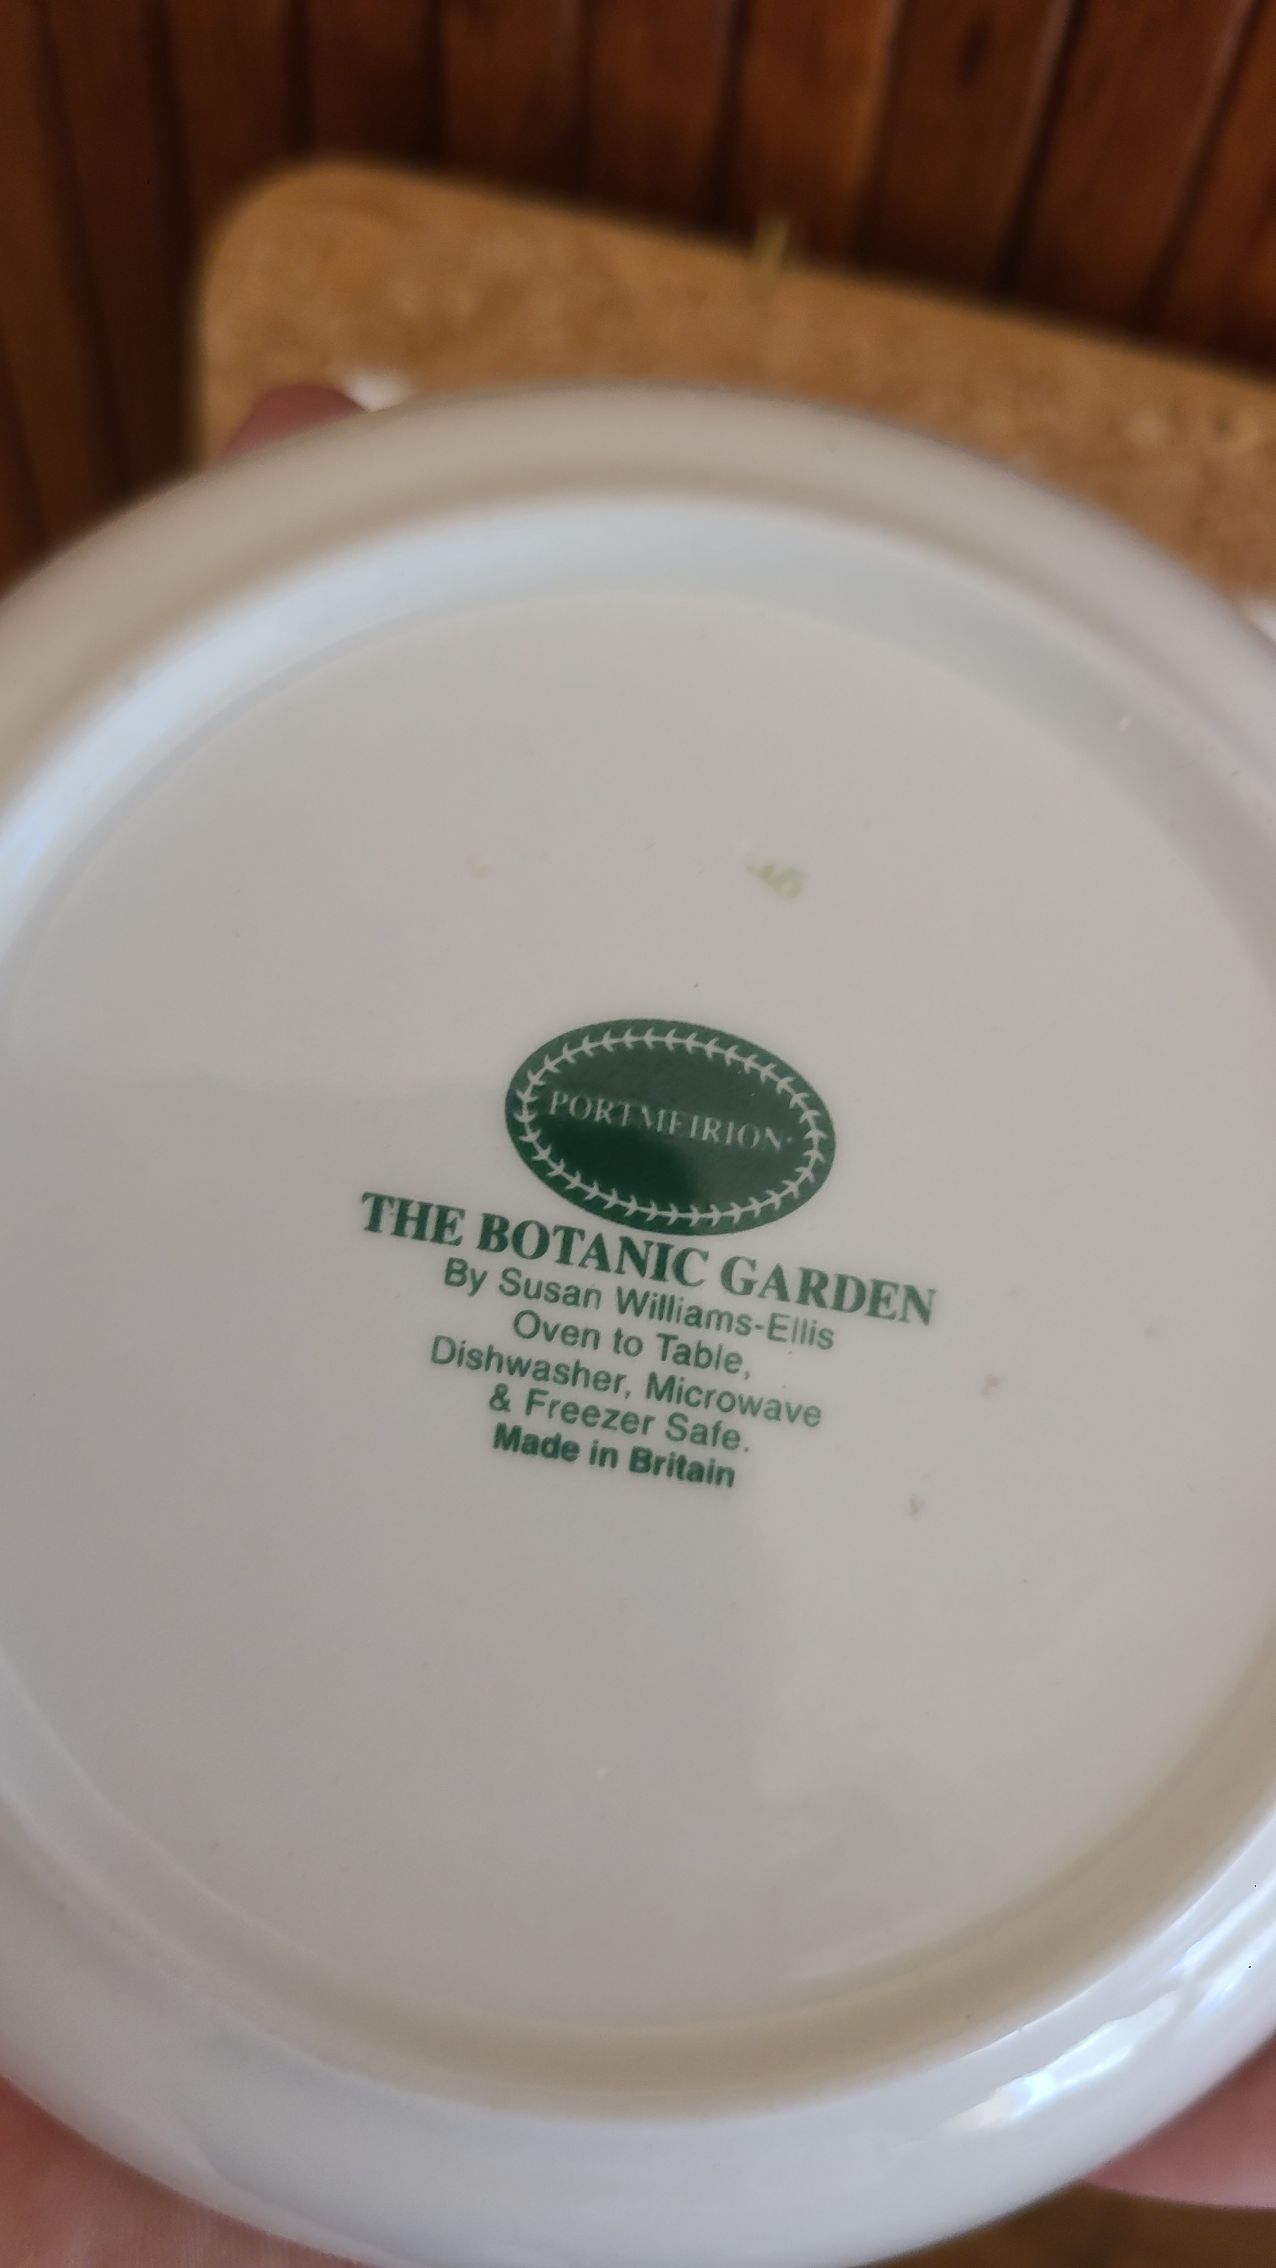 PORTMEIRION
THE BOTANIC GARDEN
By Susan Williams-Ellis
Oven to Table,
Dishwasher, Microwave
& Freezer Safe.
Made in Britain